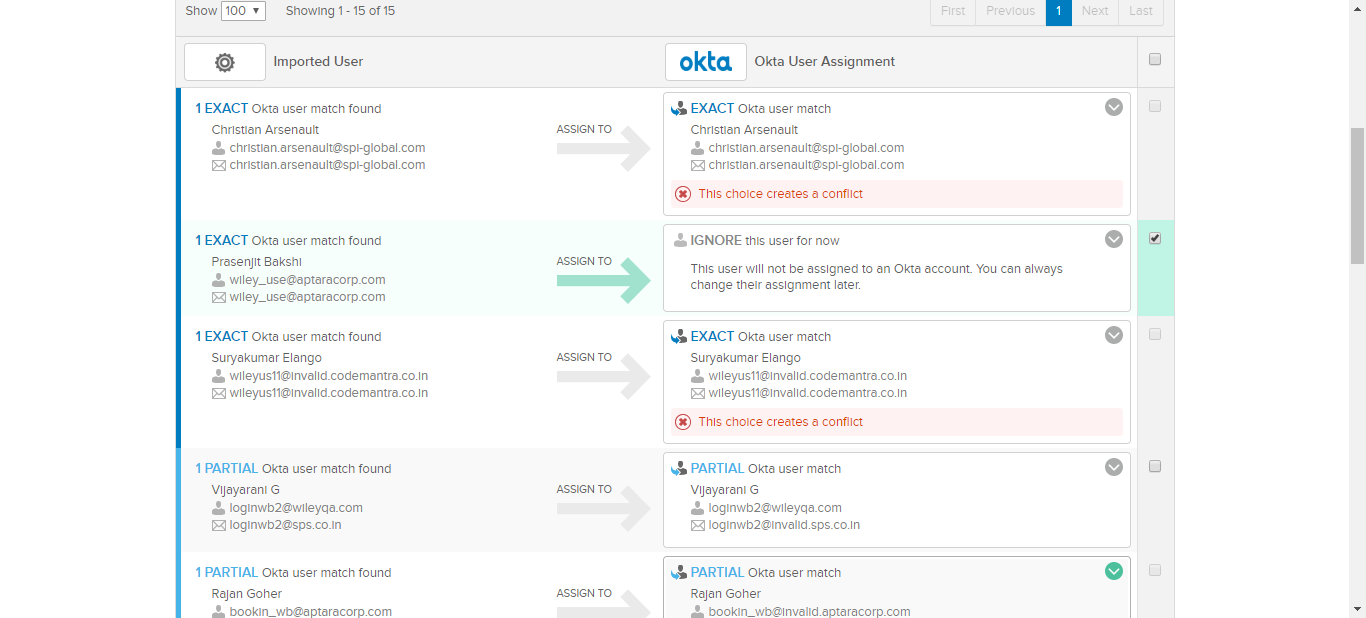 Show 100 Showing 1 - 15 of 15
First Previous 1 Next Last
Imported User
okta Okta User Assignment
1 EXACT Okta user match found
Christian Arsenault
christian.arsenault@spi-global.com
christian.arsenault@spi-global.com
ASSIGN TO
EXACT Okta user match
Christian Arsenault
christian.arsenault@spi-global.com
christian.arsenault@spi-global.com
This choice creates a conflict
1 EXACT Okta user match found
Prasenjit Bakshi
wiley_use@aptaracorp.com
wiley_use@aptaracorp.com
ASSIGN TO
IGNORE this user for now
This user will not be assigned to an Okta account. You can always
change their assignment later.
1 EXACT Okta user match found
Suryakumar Elango
wileyus11@invalid.codemantra.co.in
wileyus11@invalid.codemantra.co.in
ASSIGN TO
EXACT Okta user match
Suryakumar Elango
wileyus11@invalid.codemantra.co.in
wileyus11@invalid.codemantra.co.in
This choice creates a conflict
1 PARTIAL Okta user match found
Vijayarani G
loginwb2@wileyqa.com
loginwb2@sps.co.in
ASSIGN TO
PARTIAL Okta user match
Vijayarani G
loginwb2@wileyqa.com
loginwb2@invalid.sps.co.in
1 PARTIAL Okta user match found
Rajan Goher
bookin_wb@aptaracorp.com
ASSIGN TO
PARTIAL Okta user match
Rajan Goher
bookin_wb@invalid.aptaracorp.com